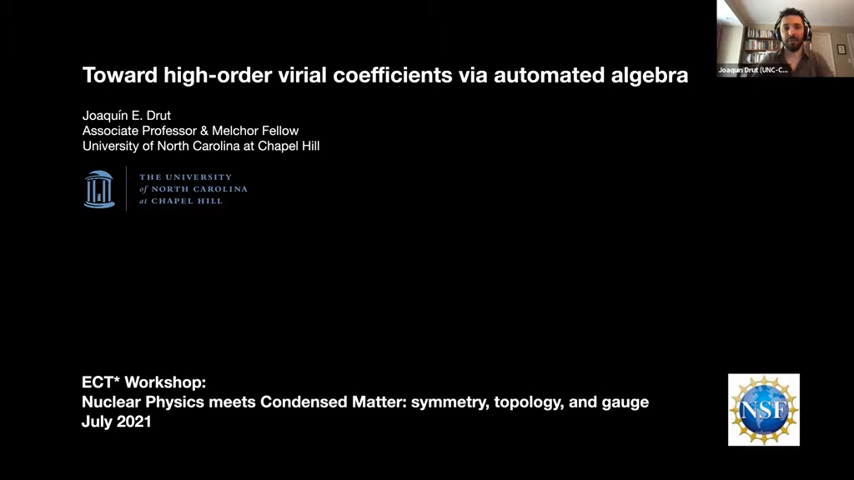 Toward high-order virial coefficients via automated algebra
Joaquin Drut (UNC-C...
Joaquín E. Drut
Associate Professor & Melchor Fellow
University of North Carolina at Chapel Hill
THE UNIVERSITY
of NORTH CAROLINA
at CHAPEL HILL
ECT* Workshop:
Nuclear Physics meets Condensed Matter: symmetry, topology, and gauge
July 2021
NSF